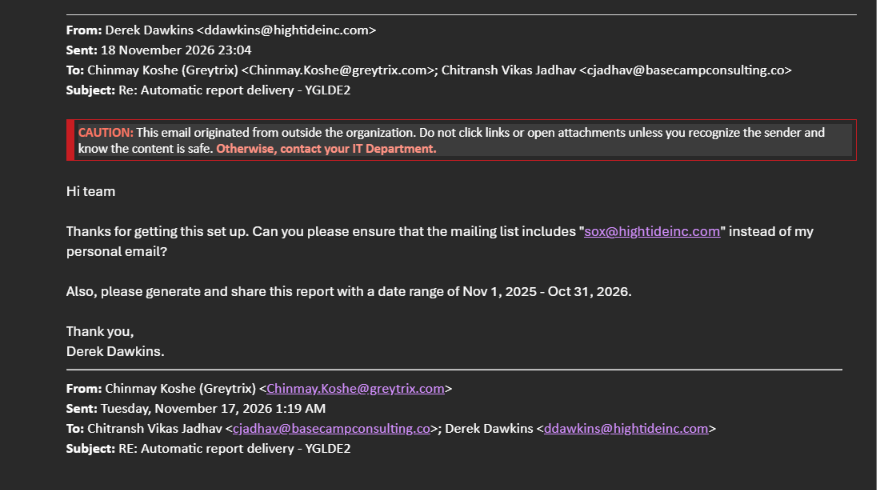 From: Derek Dawkins <ddawkins@hightideinc.com>
Sent: 18 November 2026 23:04
To: Chinmay Koshe (Greytrix) <Chinmay.Koshe@greytrix.com>; Chitransh Vikas Jadhav <cjadhav@basecampconsulting.co>
Subject: Re: Automatic report delivery - YGLDE2
CAUTION: This email originated from outside the organization. Do not click links or open attachments unless you recognize the sender and
know the content is safe. Otherwise, contact your IT Department.
Hi team
Thanks for getting this set up. Can you please ensure that the mailing list includes "sox@hightideinc.com" instead of my
personal email?
Also, please generate and share this report with a date range of Nov 1, 2025 - Oct 31, 2026.
Thank you,
Derek Dawkins.
From: Chinmay Koshe (Greytrix) <Chinmay.Koshe@greytrix.com>
Sent: Tuesday, November 17, 2026 1:19 AM
To: Chitransh Vikas Jadhav <cjadhav@basecampconsulting.co>; Derek Dawkins <ddawkins@hightideinc.com>
Subject: RE: Automatic report delivery - YGLDE2